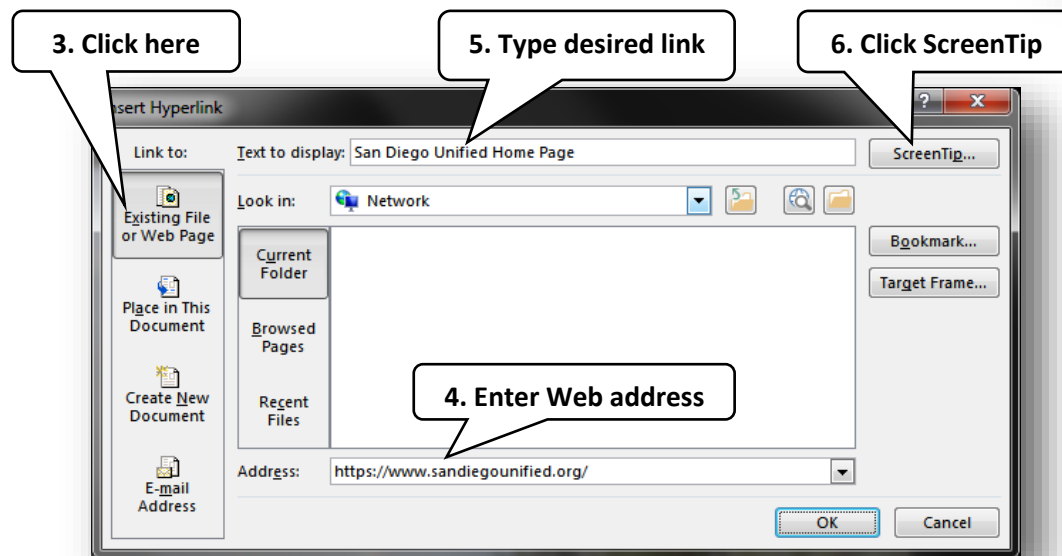 3. Click here
5. Type desired link
6. Click ScreenTip
nsert Hyperlink
?
X
Link to:
Text to display: San Diego Unified Home Page
ScreenTip...
Existing File
or Web Page
Look in: Network
Current
Folder
Bookmark...
Target Frame...
Place in This
Document
Browsed
Pages
Create New
Document
Recent
Files
4. Enter Web address
Address: https://www.sandiegounified.org/
E-mail
Address
OK
Cancel